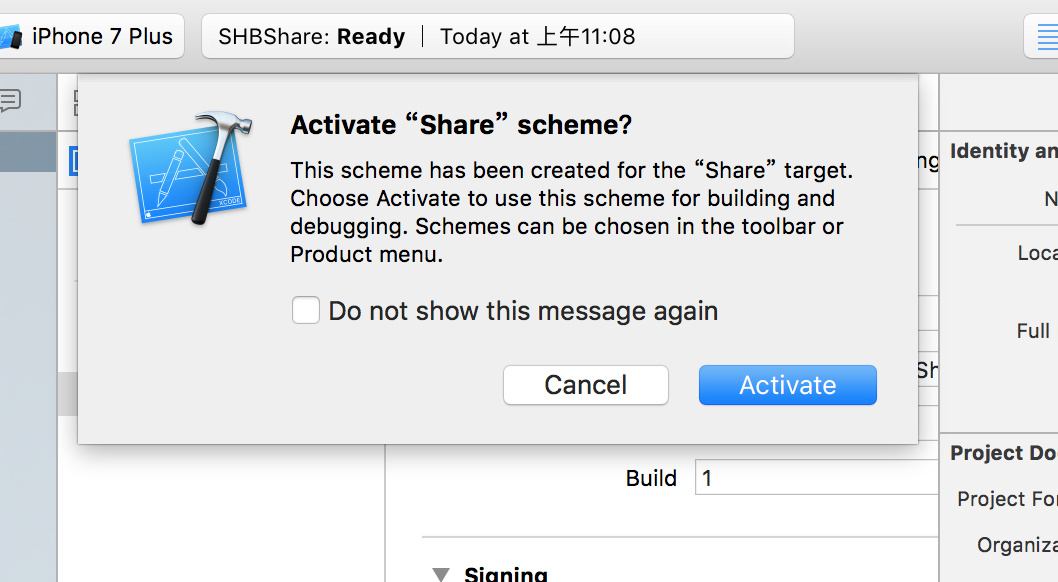 iPhone 7 Plus
SHBShare: Ready
Today at 上午11:08
Activate “Share” scheme?
This scheme has been created for the “Share” target.
Choose Activate to use this scheme for building and
debugging. Schemes can be chosen in the toolbar or
Product menu.
Do not show this message again
Cancel
Activate
XCODE
ng
Identity an
N
Loca
Full
Sh
Build
1
Project Do
Project For
Organiza
Signing